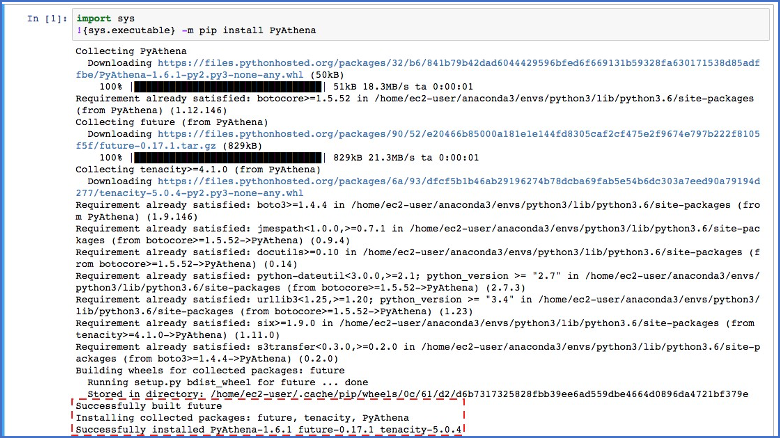 In [1]: import sys
!{sys.executable} -m pip install PyAthena
Collecting PyAthena
Downloading https://files.pythonhosted.org/packages/32/b6/841b79b42dad6044429596bfed6f669131b59328fa630171538d85adf
fbe/PyAthena-1.6.1-py2.py3-none-any.whl (50kB)
100% |████████████████████████████████| 51kB 18.3MB/s ta 0:00:01
Requirement already satisfied: botocore>=1.5.52 in /home/ec2-user/anaconda3/envs/python3/lib/python3.6/site-packages
(from PyAthena) (1.12.146)
Collecting future (from PyAthena)
Downloading https://files.pythonhosted.org/packages/90/52/e20466b85000a181e1e144fd8305caf2cf475e2f9674e797b222f8105
f5f/future-0.17.1.tar.gz (829kB)
100% |████████████████████████████████| 829kB 21.3MB/s ta 0:00:01
Collecting tenacity>=4.1.0 (from PyAthena)
Downloading https://files.pythonhosted.org/packages/6a/93/dfcf5b1b46ab29196274b78dcba69fab5e54b6dc303a7eed90a79194d
277/tenacity-5.0.4-py2.py3-none-any.whl
Requirement already satisfied: boto3>=1.4.4 in /home/ec2-user/anaconda3/envs/python3/lib/python3.6/site-packages (fro
m PyAthena) (1.9.146)
Requirement already satisfied: jmespath<1.0.0,>=0.7.1 in /home/ec2-user/anaconda3/envs/python3/lib/python3.6/site-pac
kages (from botocore>=1.5.52->PyAthena) (0.9.4)
Requirement already satisfied: docutils>=0.10 in /home/ec2-user/anaconda3/envs/python3/lib/python3.6/site-packages (f
rom botocore>=1.5.52->PyAthena) (0.14)
Requirement already satisfied: python-dateutil<3.0.0,>=2.1; python_version >= "2.7" in /home/ec2-user/anaconda3/envs/
python3/lib/python3.6/site-packages (from botocore>=1.5.52->PyAthena) (2.7.3)
Requirement already satisfied: urllib3<1.25,>=1.20; python_version >= "3.4" in /home/ec2-user/anaconda3/envs/python3/
lib/python3.6/site-packages (from botocore>=1.5.52->PyAthena) (1.23)
Requirement already satisfied: six>=1.9.0 in /home/ec2-user/anaconda3/envs/python3/lib/python3.6/site-packages (from
tenacity>=4.1.0->PyAthena) (1.11.0)
Requirement already satisfied: s3transfer<0.3.0,>=0.2.0 in /home/ec2-user/anaconda3/envs/python3/lib/python3.6/site-p
ackages (from boto3>=1.4.4->PyAthena) (0.2.0)
Building wheels for collected packages: future
Running setup.py bdist_wheel for future ... done
Stored in directory: /home/ec2-user/.cache/pip/wheels/0c/61/d2/d6b7317325828fbb39ee6ad559dbe4664d0896da4721bf379e
Successfully built future
Installing collected packages: future, tenacity, PyAthena
Successfully installed PyAthena-1.6.1 future-0.17.1 tenacity-5.0.4